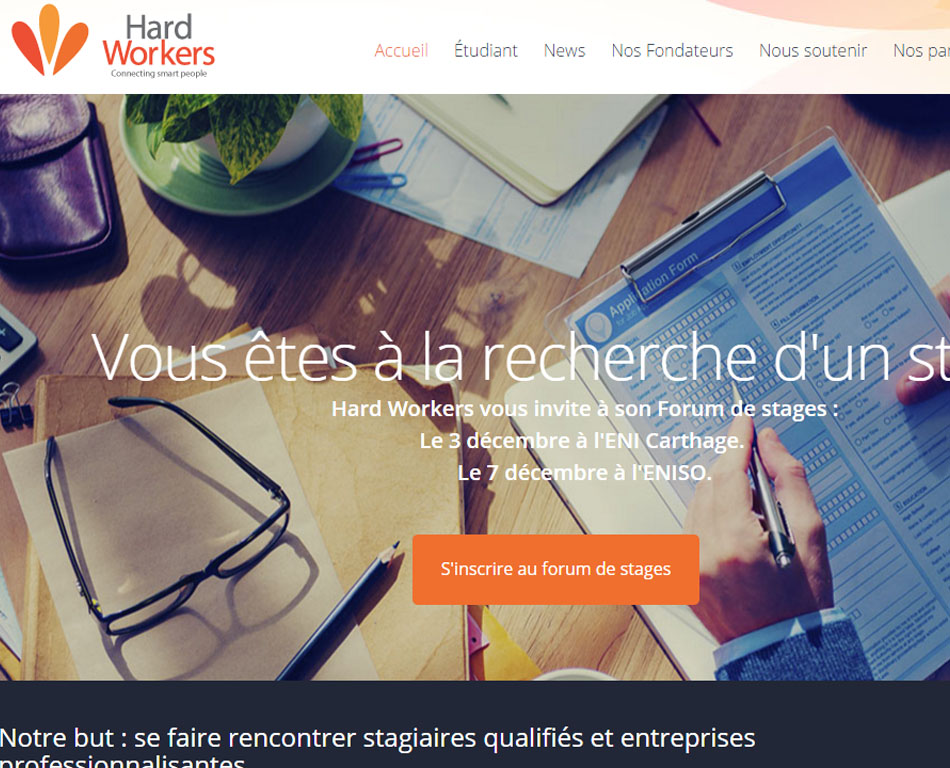 Hard
Workers
Connecting smart people
Accueil Étudiant News Nos Fondateurs Nous soutenir Nos par
Application Form
Vous êtes à la recherche d'un st
Hard Workers vous invite à son Forum de stages :
Le 3 décembre à l'ENI Carthage.
Le 7 décembre à l'ENISO.
S'inscrire au forum de stages
Notre but : se faire rencontrer stagiaires qualifiés et entreprises
professionnalisantes